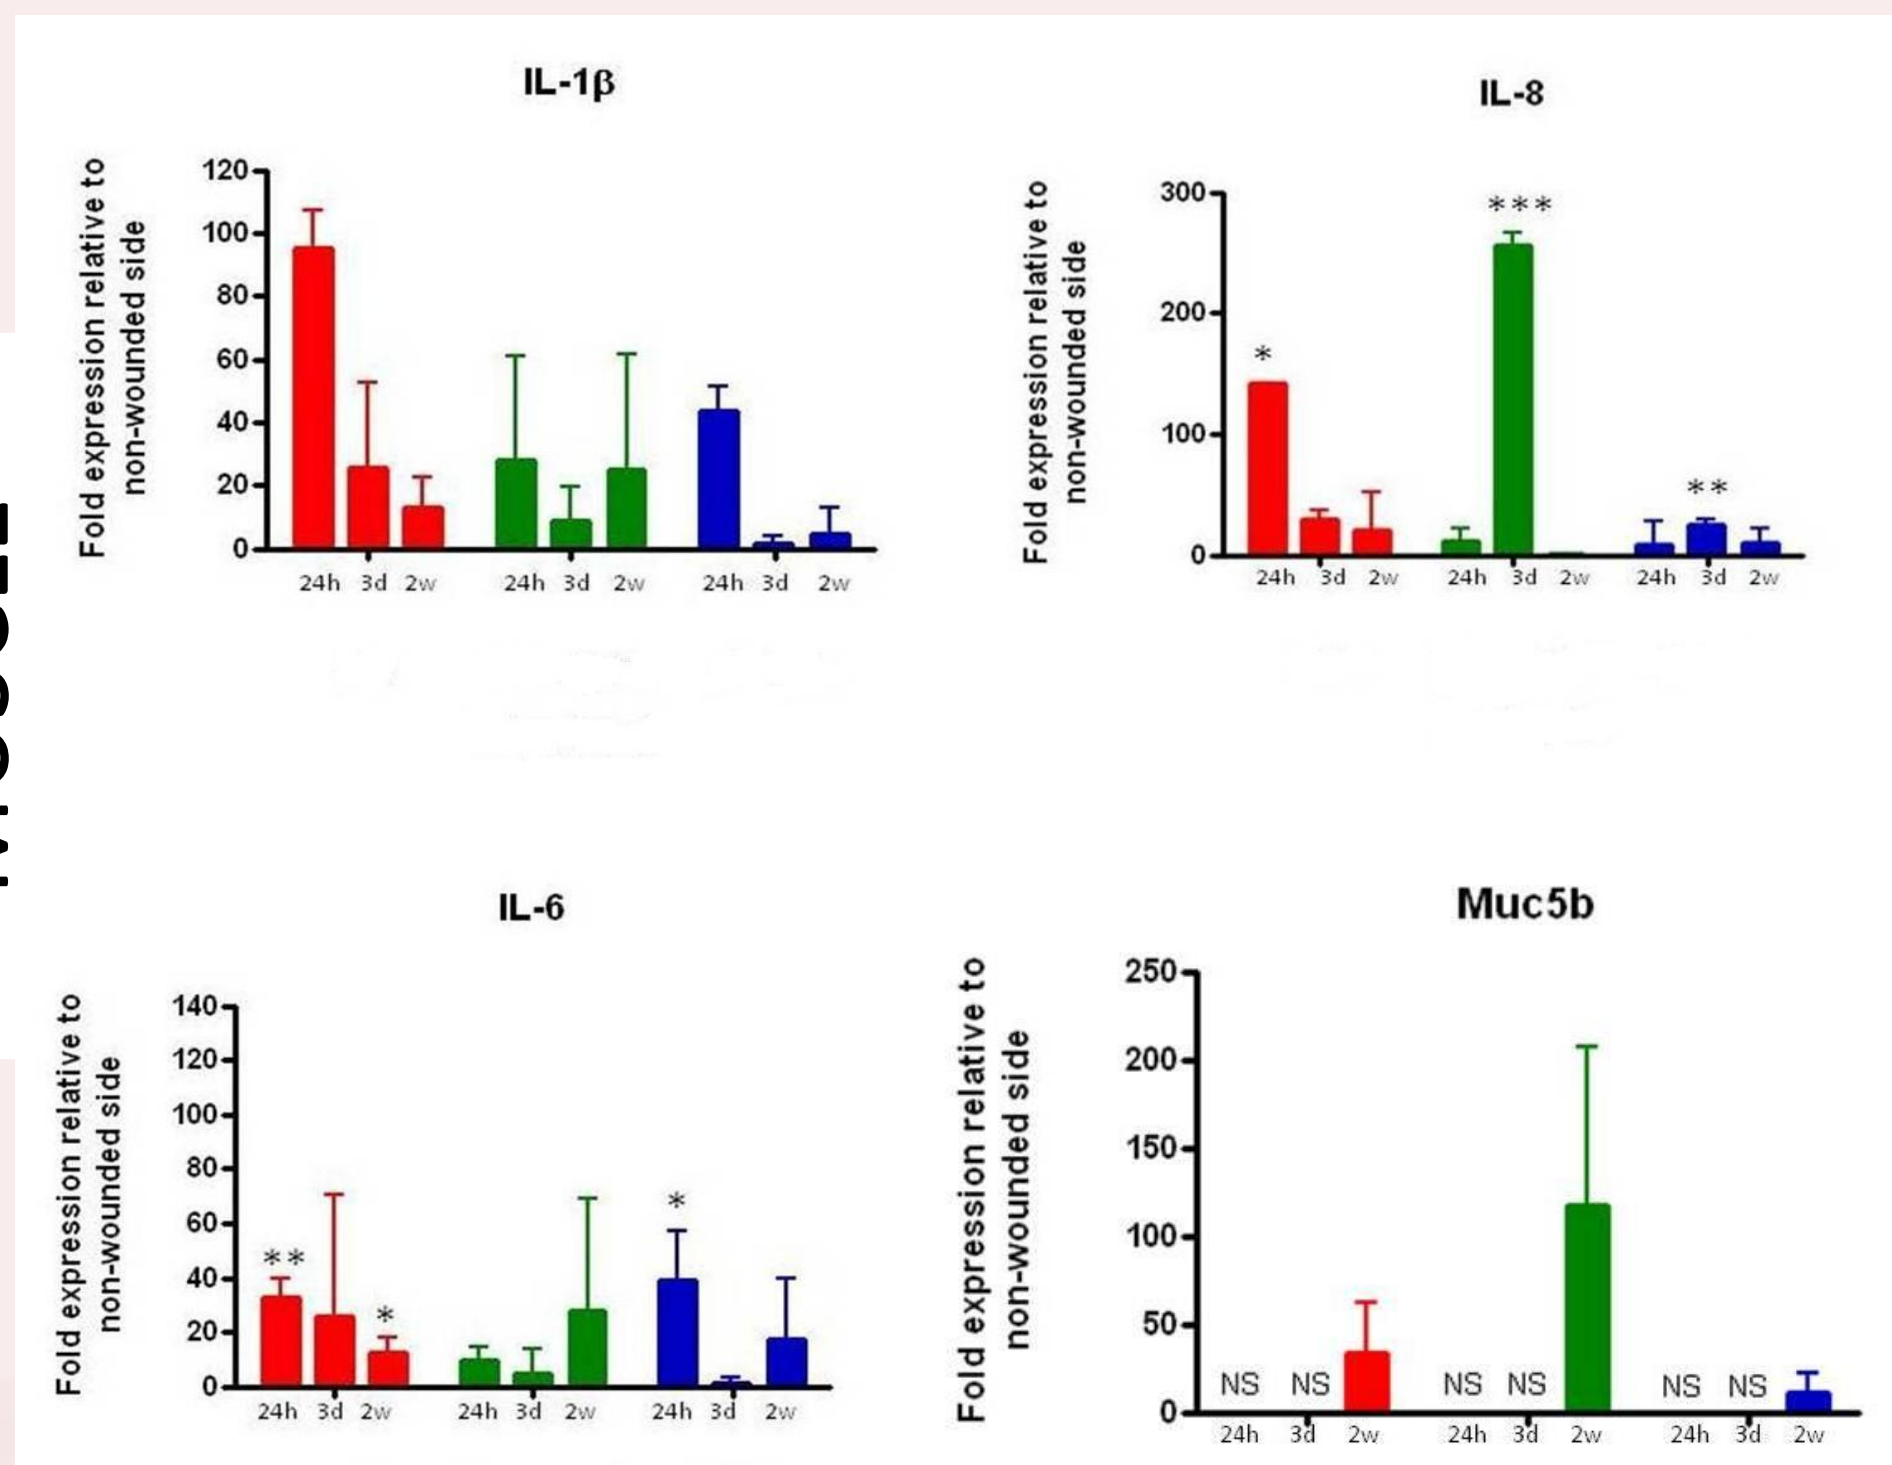 IL-1β
Fold expression relative to
non-wounded side
120
100
80
60
40
20
0
24h 3d 2w 24h 3d 2w 24h 3d 2w
IL-8
Fold expression relative to
non-wounded side
300
200
100
0
*
***
**
24h 3d 2w 24h 3d 2w 24h 3d 2w
IL-6
Fold expression relative to
non-wounded side
140
120
100
80
60
40
20
0
**
*
*
24h 3d 2w 24h 3d 2w 24h 3d 2w
Muc5b
Fold expression relative to
non-wounded side
250
200
150
100
50
0
NS NS NS NS NS NS
24h 3d 2w 24h 3d 2w 24h 3d 2w